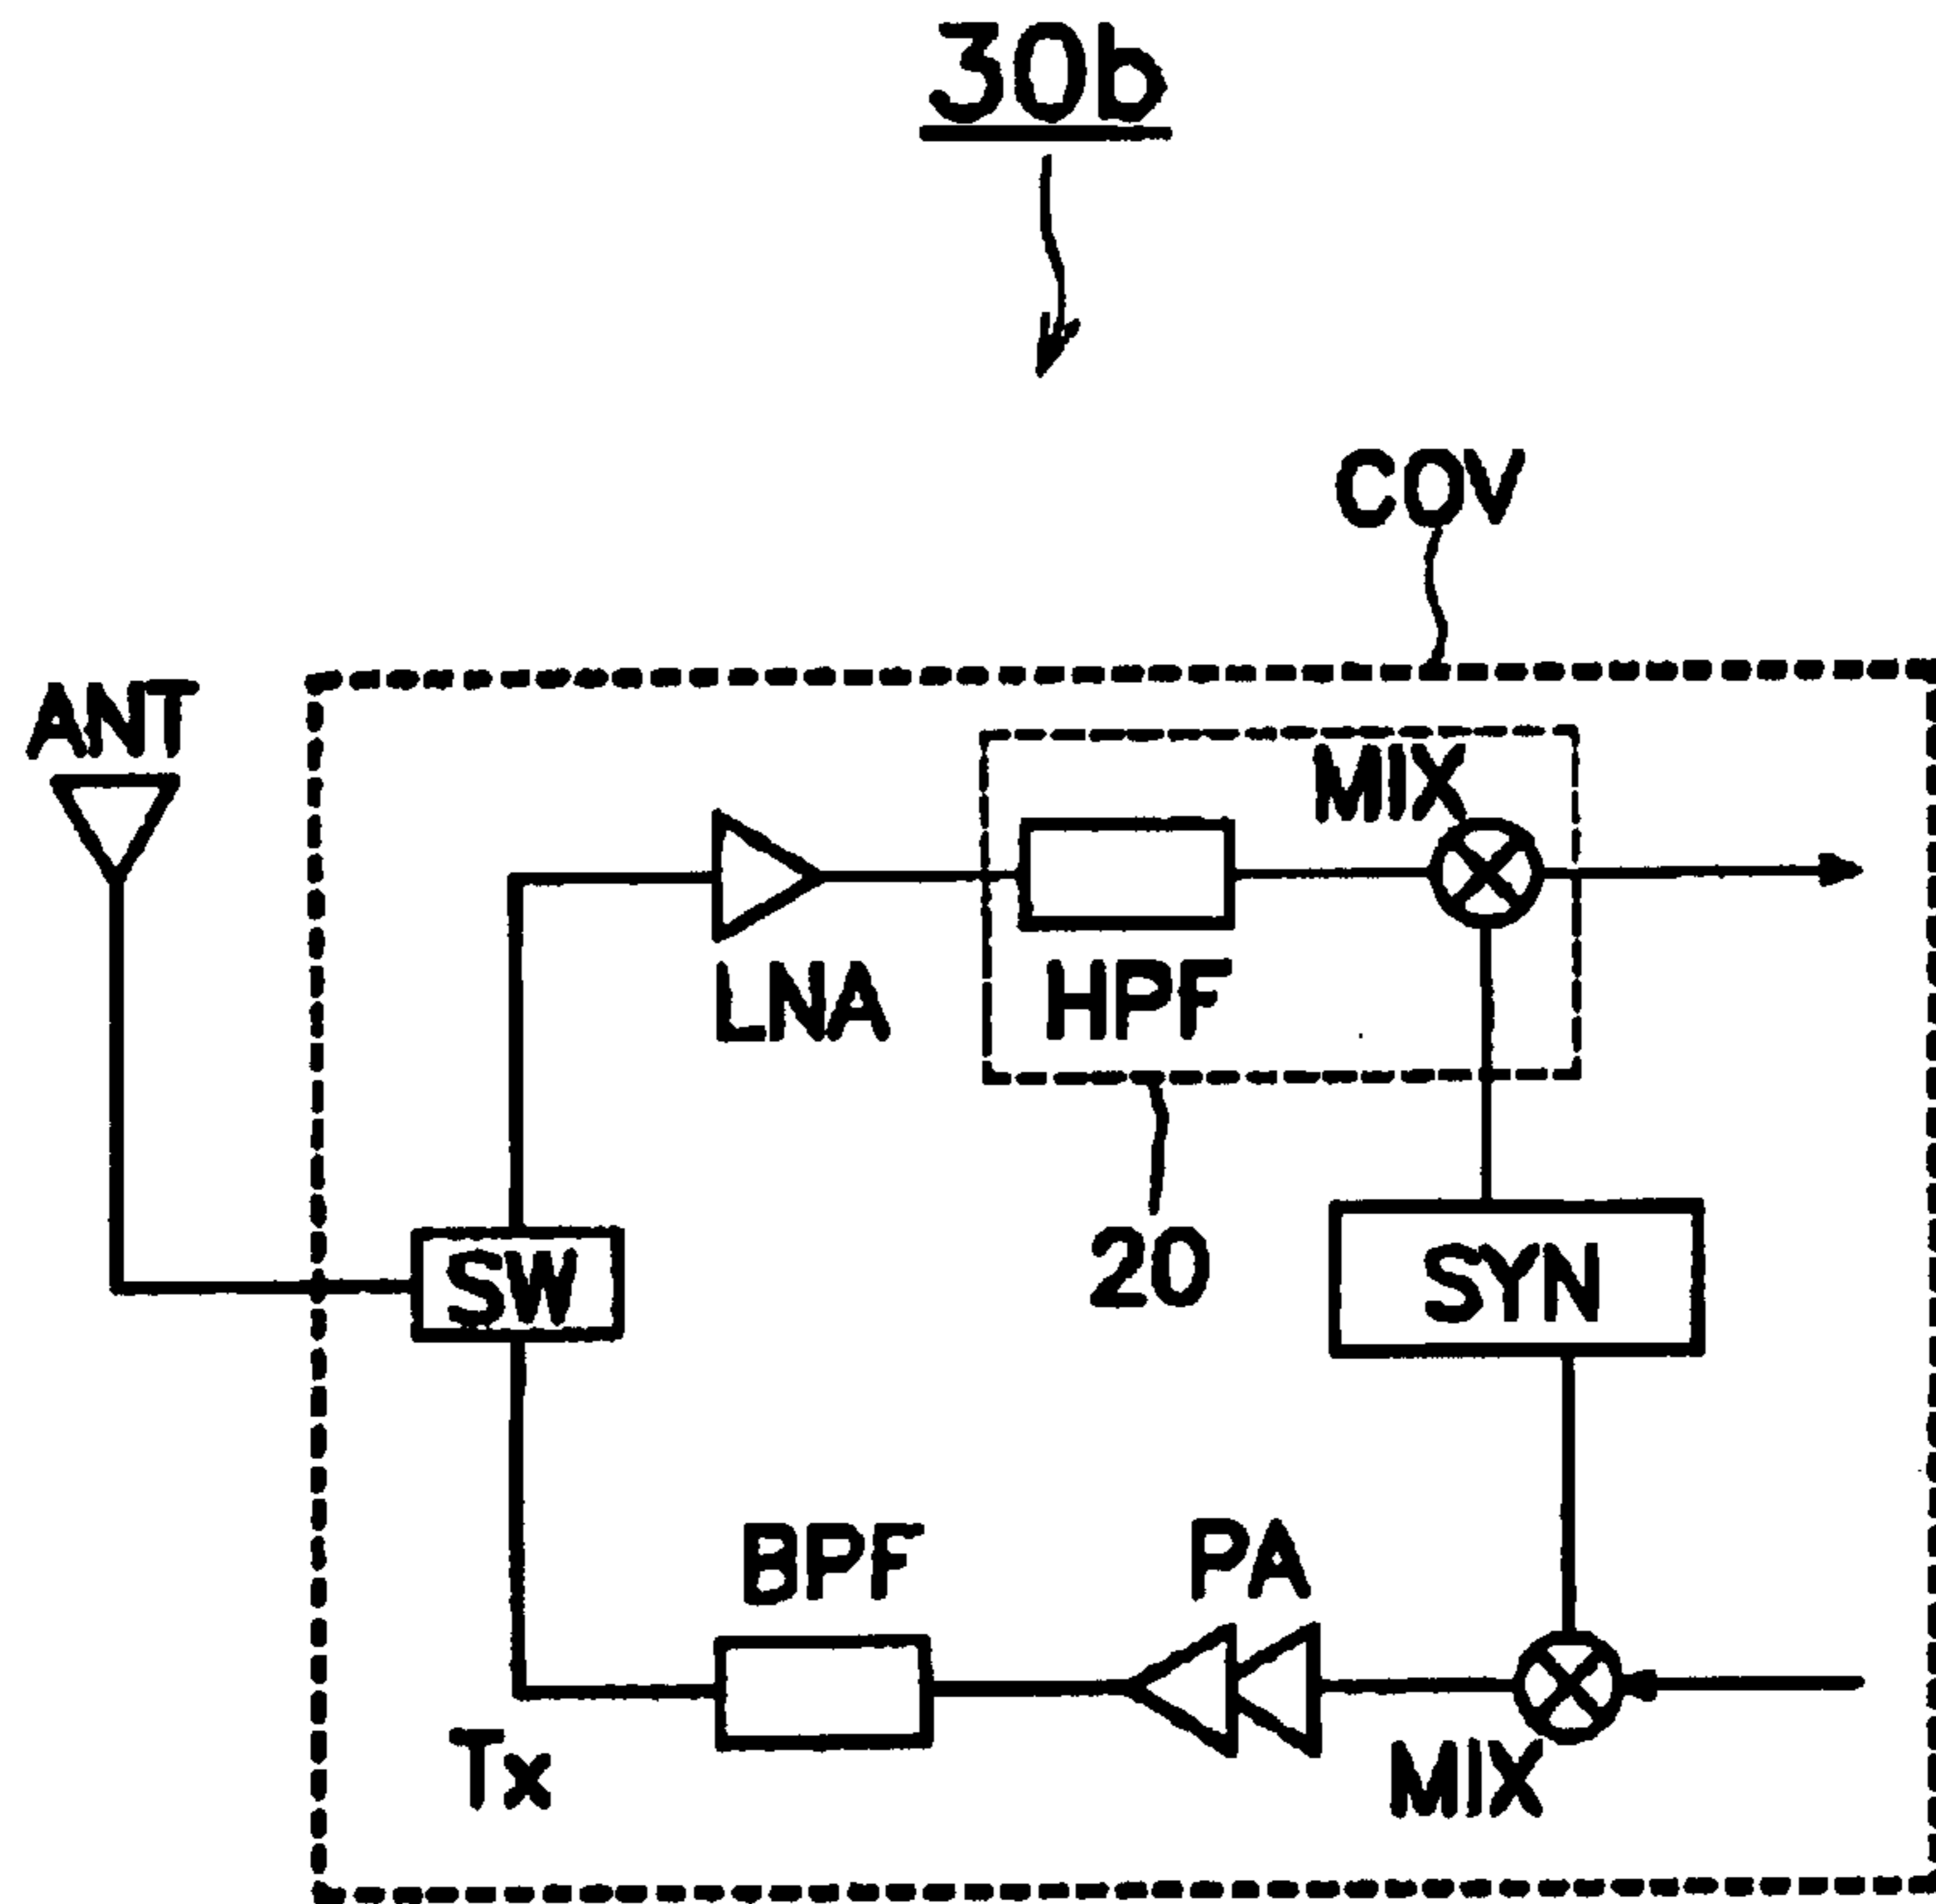 30b
COV
ANT
MIX
LNA
HPF
SW
20
SYN
BPF
PA
Tx
MIX